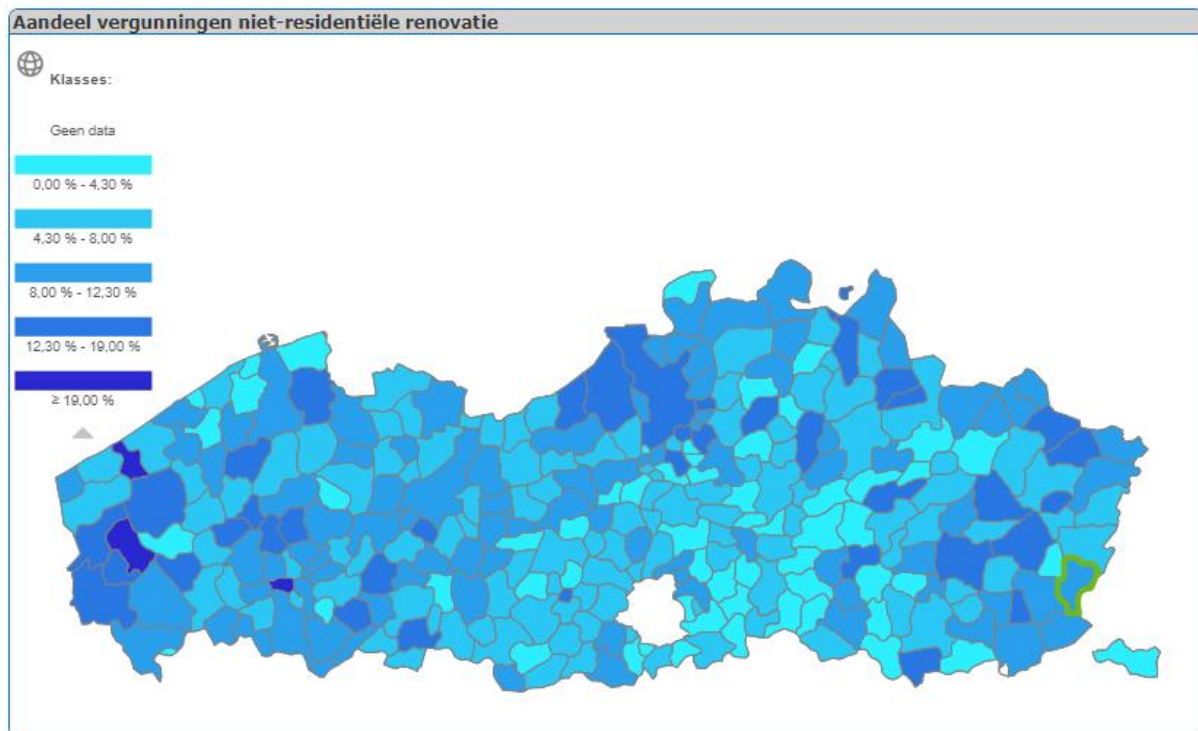 Aandeel vergunningen niet-residentiële renovatie
Klasses:
Geen data
0,00 % - 4,30 %
4,30 % - 8,00 %
8,00 % - 12,30 %
12,30 % - 19,00 %
≥ 19,00 %